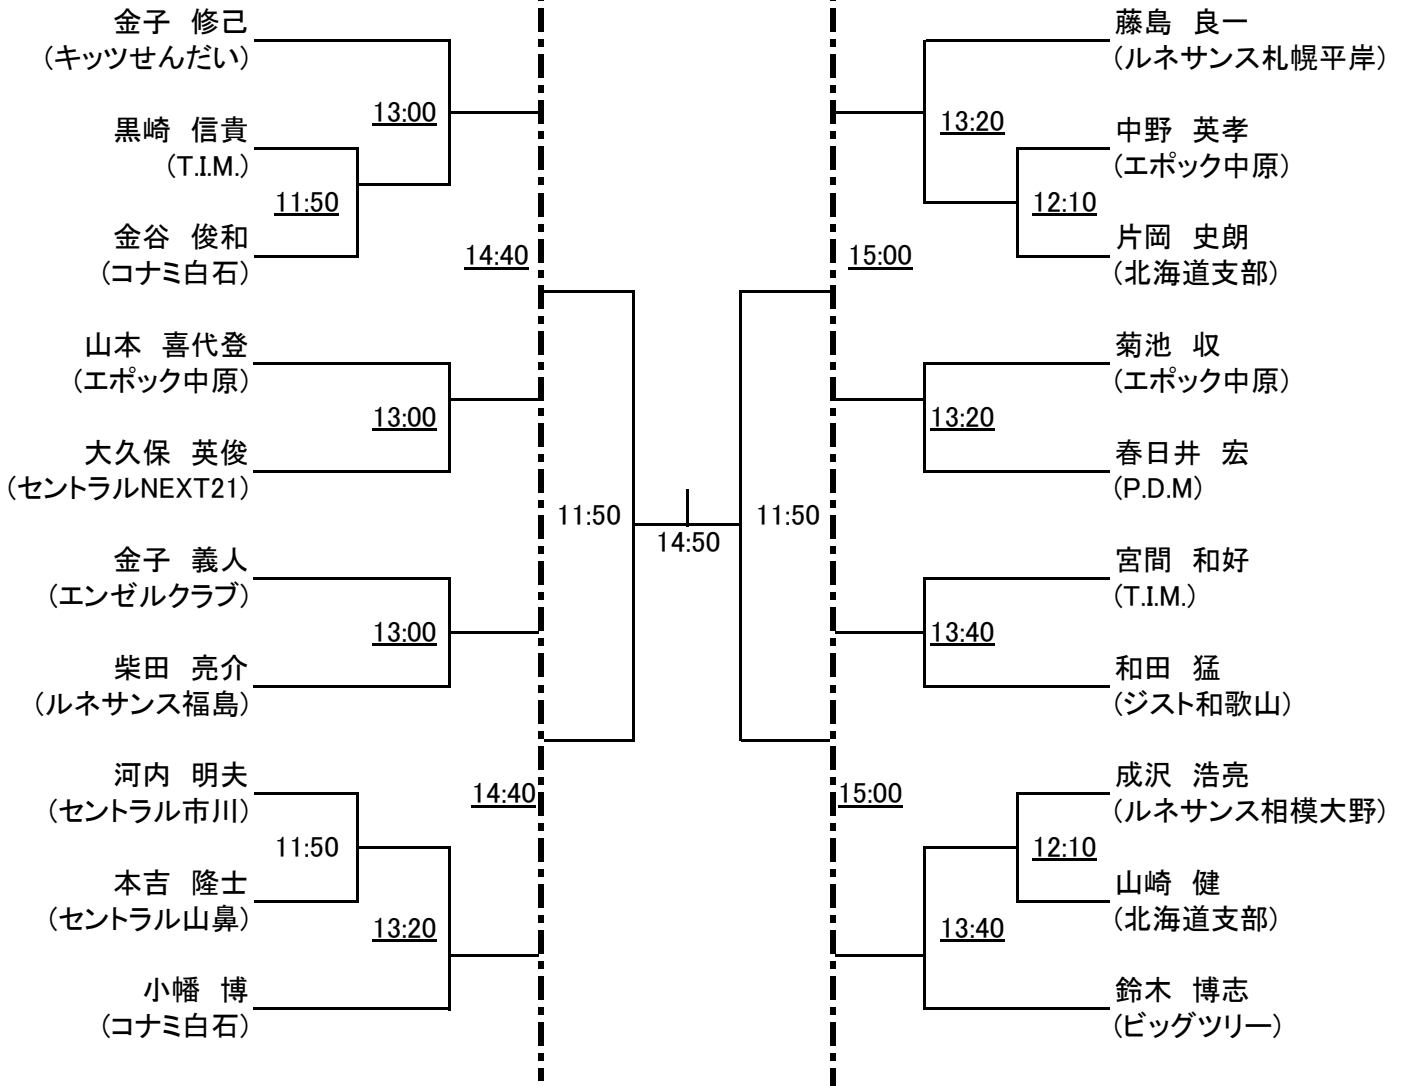 金子　修己
(キッツせんだい)
13:00
黒崎　信貴
(T.I.M.)
11:50
金谷　俊和
(コナミ白石)
14:40
山本　喜代登
(エポック中原)
13:00
大久保　英俊
(セントラルNEXT21)
11:50
金子　義人
(エンゼルクラブ)
13:00
柴田　亮介
(ルネサンス福島)
河内　明夫
(セントラル市川)
14:40
11:50
本吉　隆士
(セントラル山鼻)
13:20
小幡　博
(コナミ白石)
14:50
藤島　良一
(ルネサンス札幌平岸)
13:20
中野　英孝
(エポック中原)
12:10
片岡　史朗
(北海道支部)
15:00
菊池　収
(エポック中原)
13:20
春日井　宏
(P.D.M)
11:50
宮間　和好
(T.I.M.)
13:40
和田　猛
(ジスト和歌山)
成沢　浩亮
(ルネサンス相模大野)
15:00
12:10
山崎　健
(北海道支部)
13:40
鈴木　博志
(ビッグツリー)